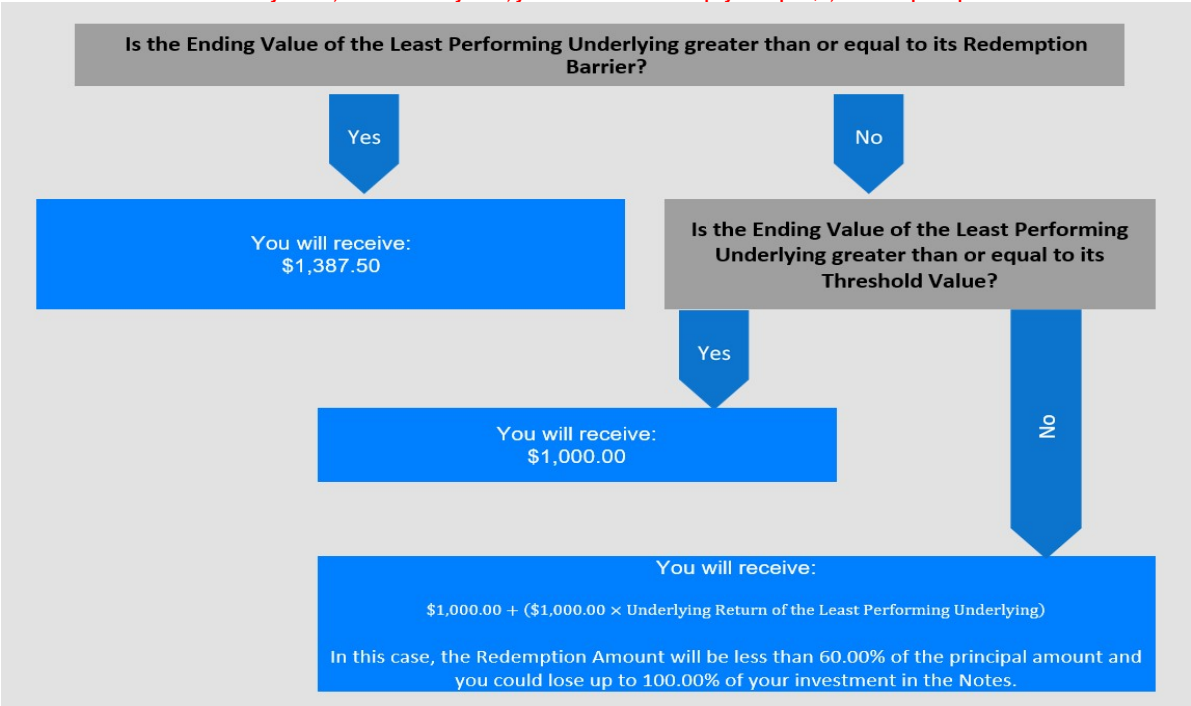 Is the Ending Value of the Least Performing Underlying greater than or equal to its Redemption
Barrier?
Yes
No
You will receive:
$1,387.50
Is the Ending Value of the Least Performing
Underlying greater than or equal to its
Threshold Value?
Yes
No
You will receive:
$1,000.00
You will receive:
$1,000.00 + ($1,000.00 × Underlying Return of the Least Performing Underlying)
In this case, the Redemption Amount will be less than 60.00% of the principal amount and
you could lose up to 100.00% of your investment in the Notes.